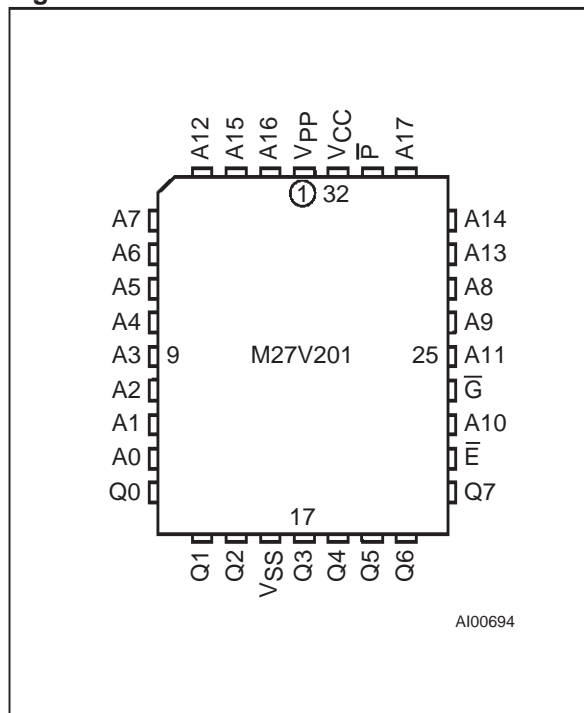 A12 A15 A16 VPP VCC P̅ A17
1 32
A7 A14
A6 A13
A5 A8
A4 A9
A3 9 M27V201 25 A11
A2 G̅
A1 A10
A0 E̅
Q0 Q7
17
Q1 Q2 VSS Q3 Q4 Q5 Q6
AI00694